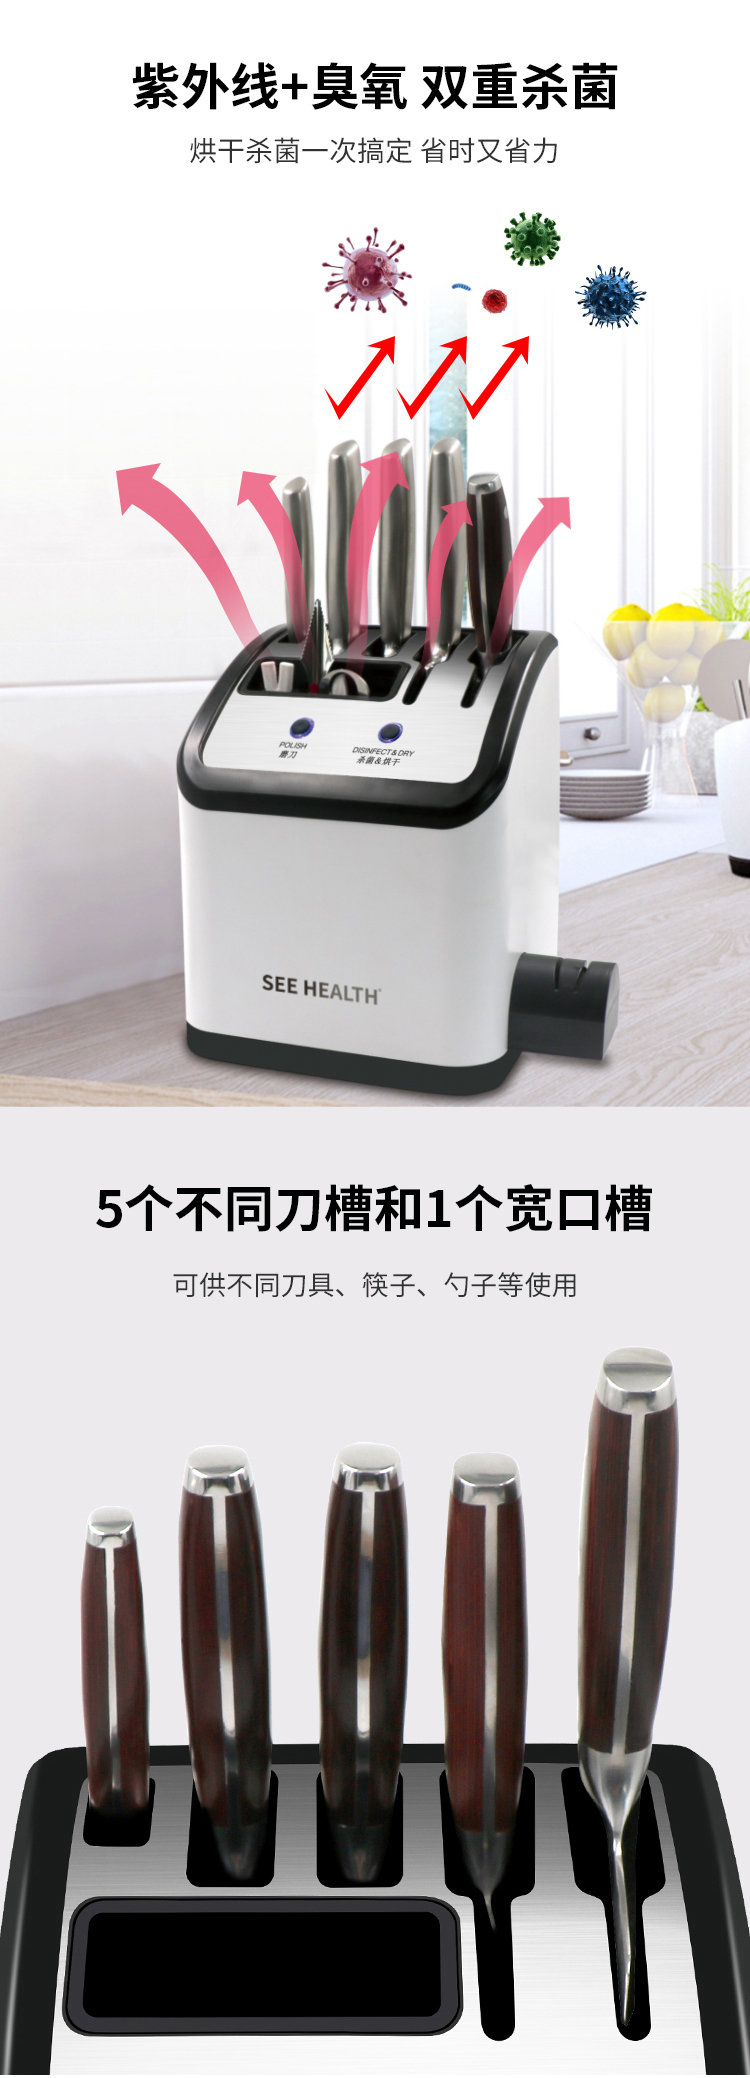 紫外线+臭氧 双重杀菌
烘干杀菌一次搞定 省时又省力
POLISH
磨刀
DISINFECT & DRY
杀菌&烘干
SEE HEALTH
5个不同刀槽和1个宽口槽
可供不同刀具、筷子、勺子等使用